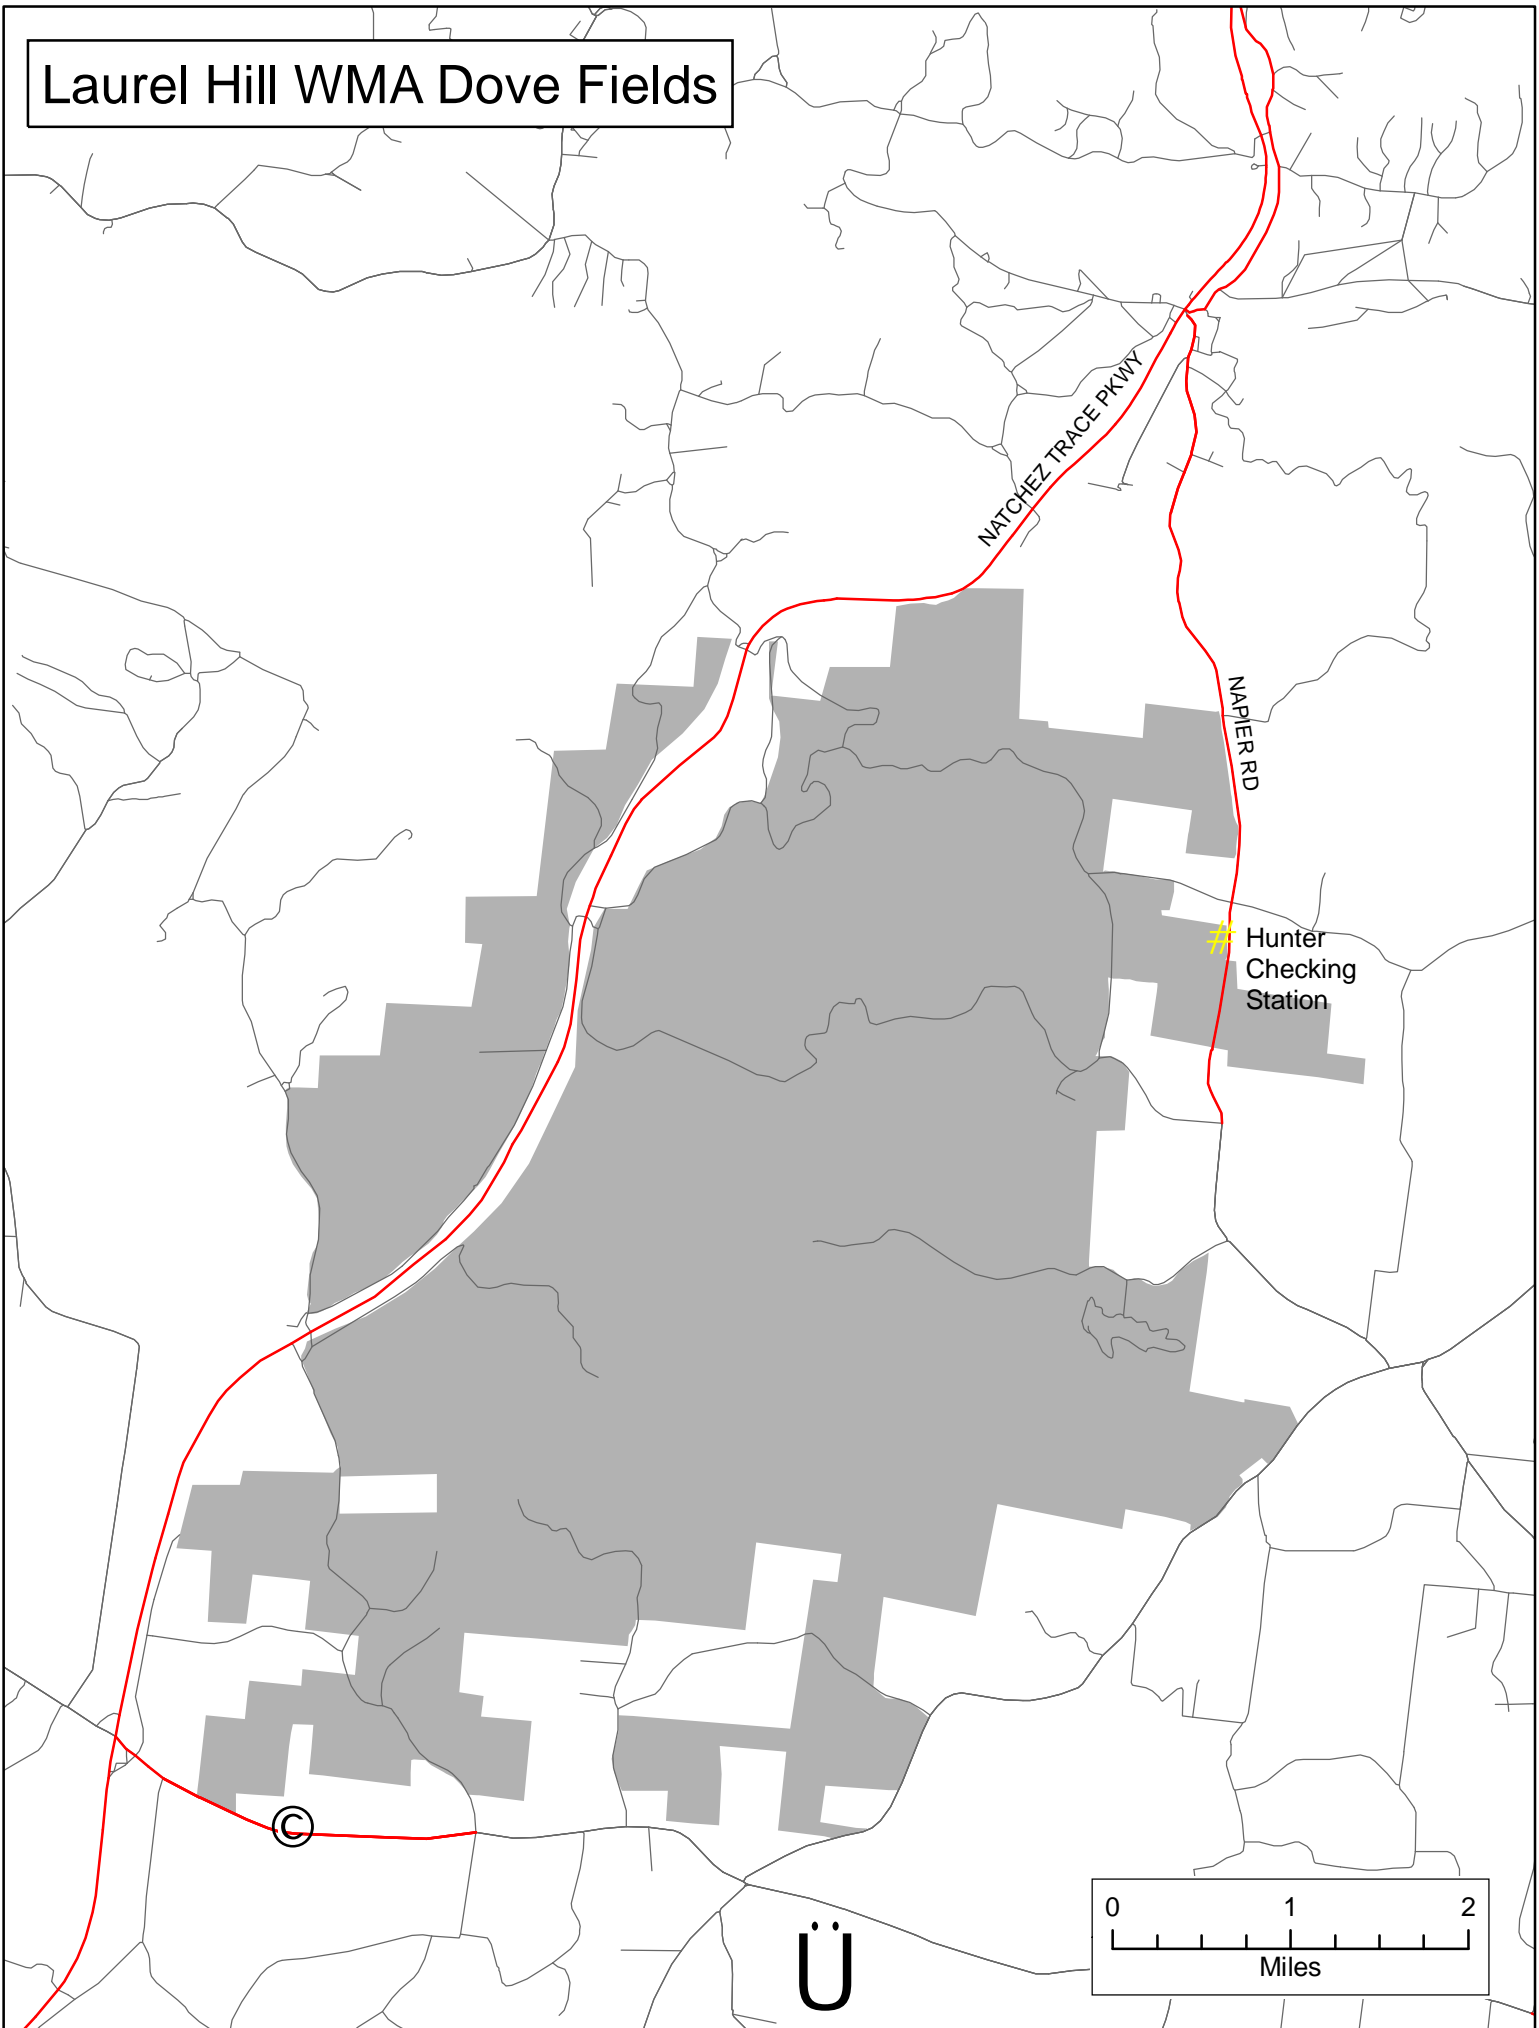 Laurel Hill WMA Dove Fields
NATCHEZ TRACE PKWY
NAPIER RD
# Hunter
Checking
Station
©
Ü
0 1 2
Miles